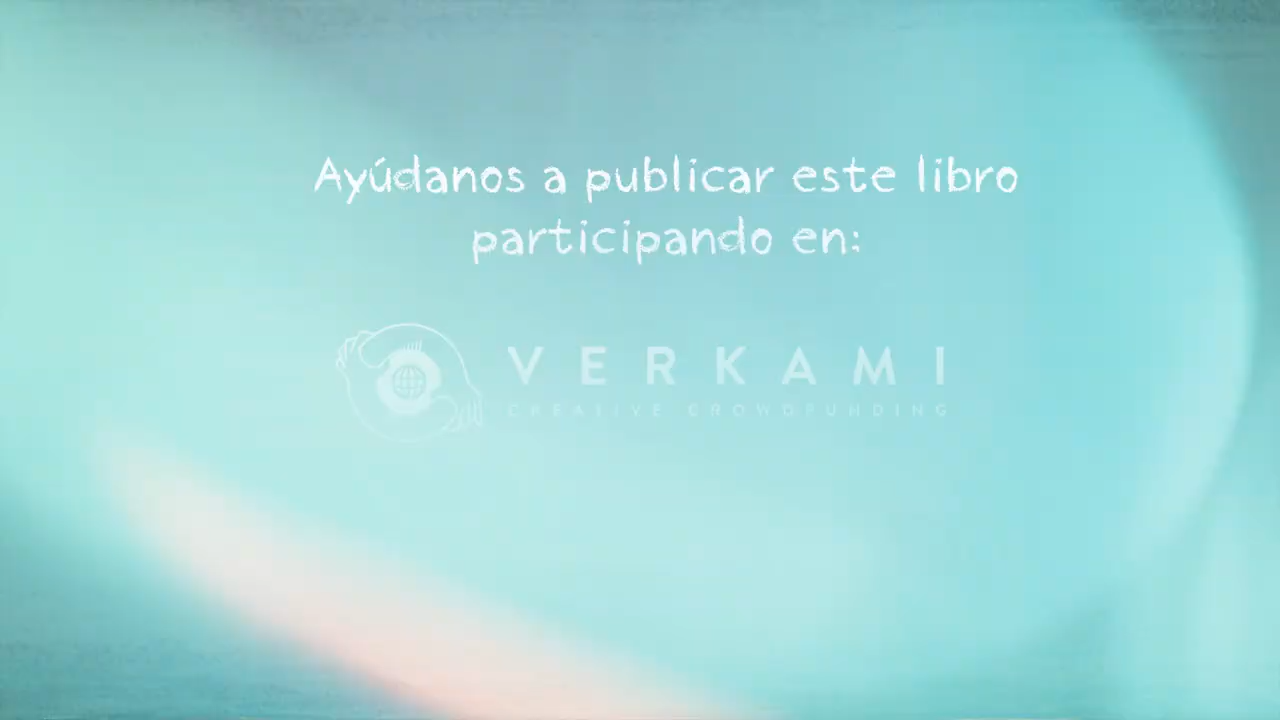 Ayúdanos a publicar este libro
participando en:
VERKAMI
CREATIVE CROWDFUNDING